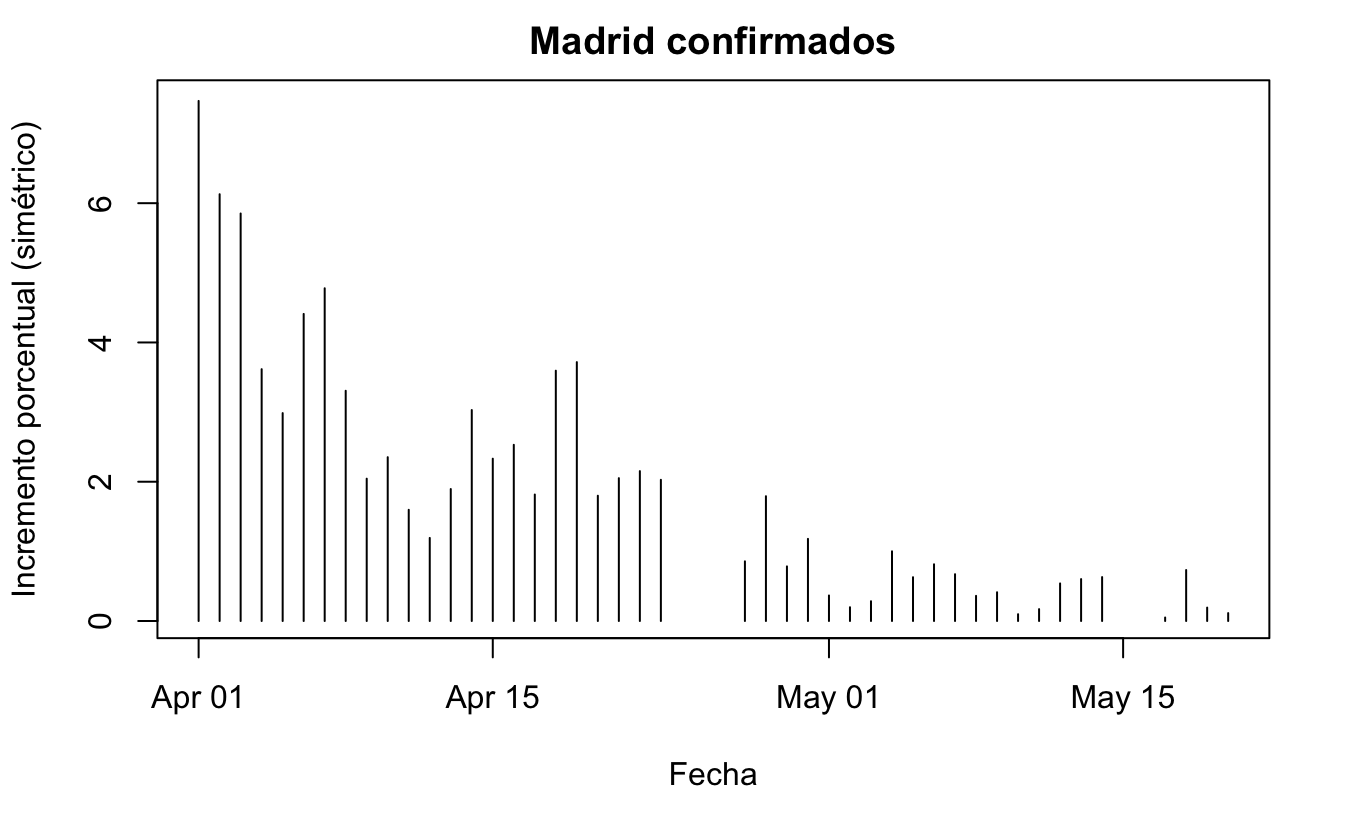 Madrid confirmados
Incremento porcentual (simétrico)
6
4
2
0
Apr 01
Apr 15
May 01
May 15
Fecha